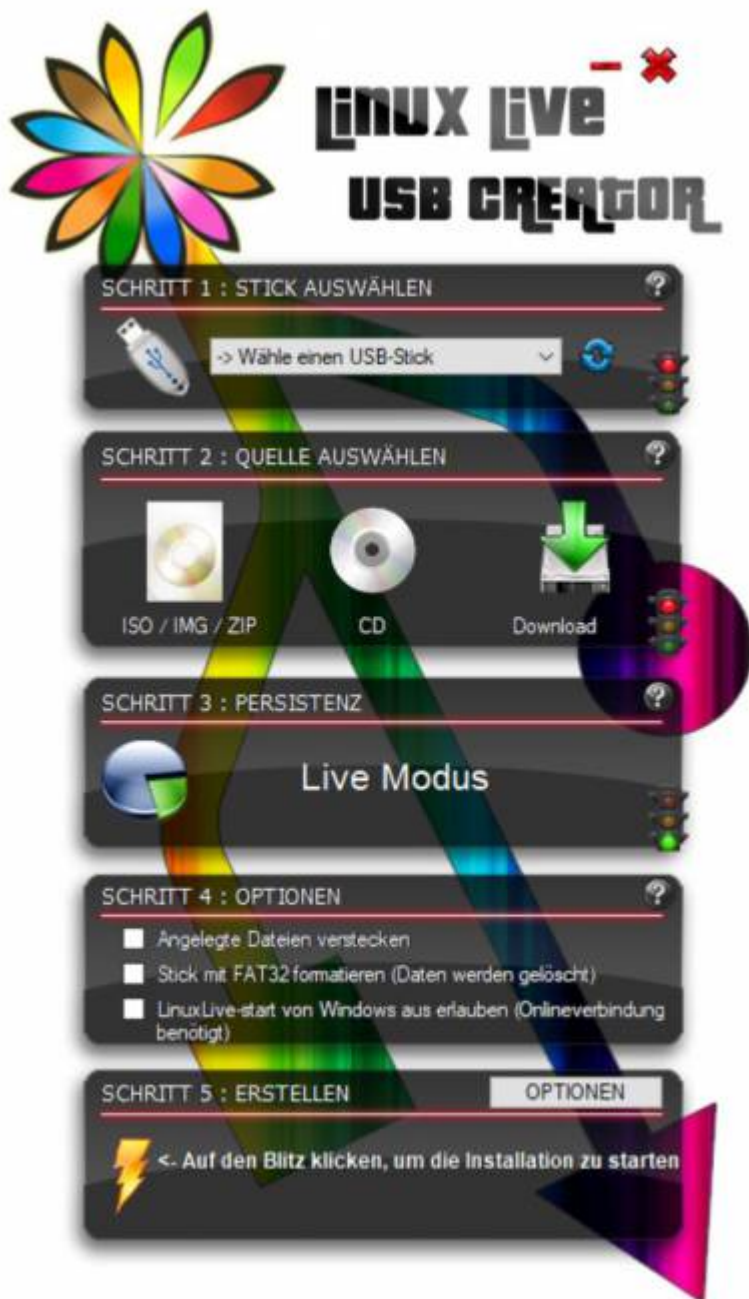 Linux Live
USB Creator
SCHRITT 1 : STICK AUSWÄHLEN
?
-> Wähle einen USB-Stick
SCHRITT 2 : QUELLE AUSWÄHLEN
?
ISO / IMG / ZIP
CD
Download
SCHRITT 3 : PERSISTENZ
?
Live Modus
SCHRITT 4 : OPTIONEN
?
Angelegte Dateien verstecken
Stick mit FAT32 formatieren (Daten werden gelöscht)
LinuxLive-start von Windows aus erlauben (Onlineverbindung
benötigt)
SCHRITT 5 : ERSTELLEN
OPTIONEN
<- Auf den Blitz klicken, um die Installation zu starten